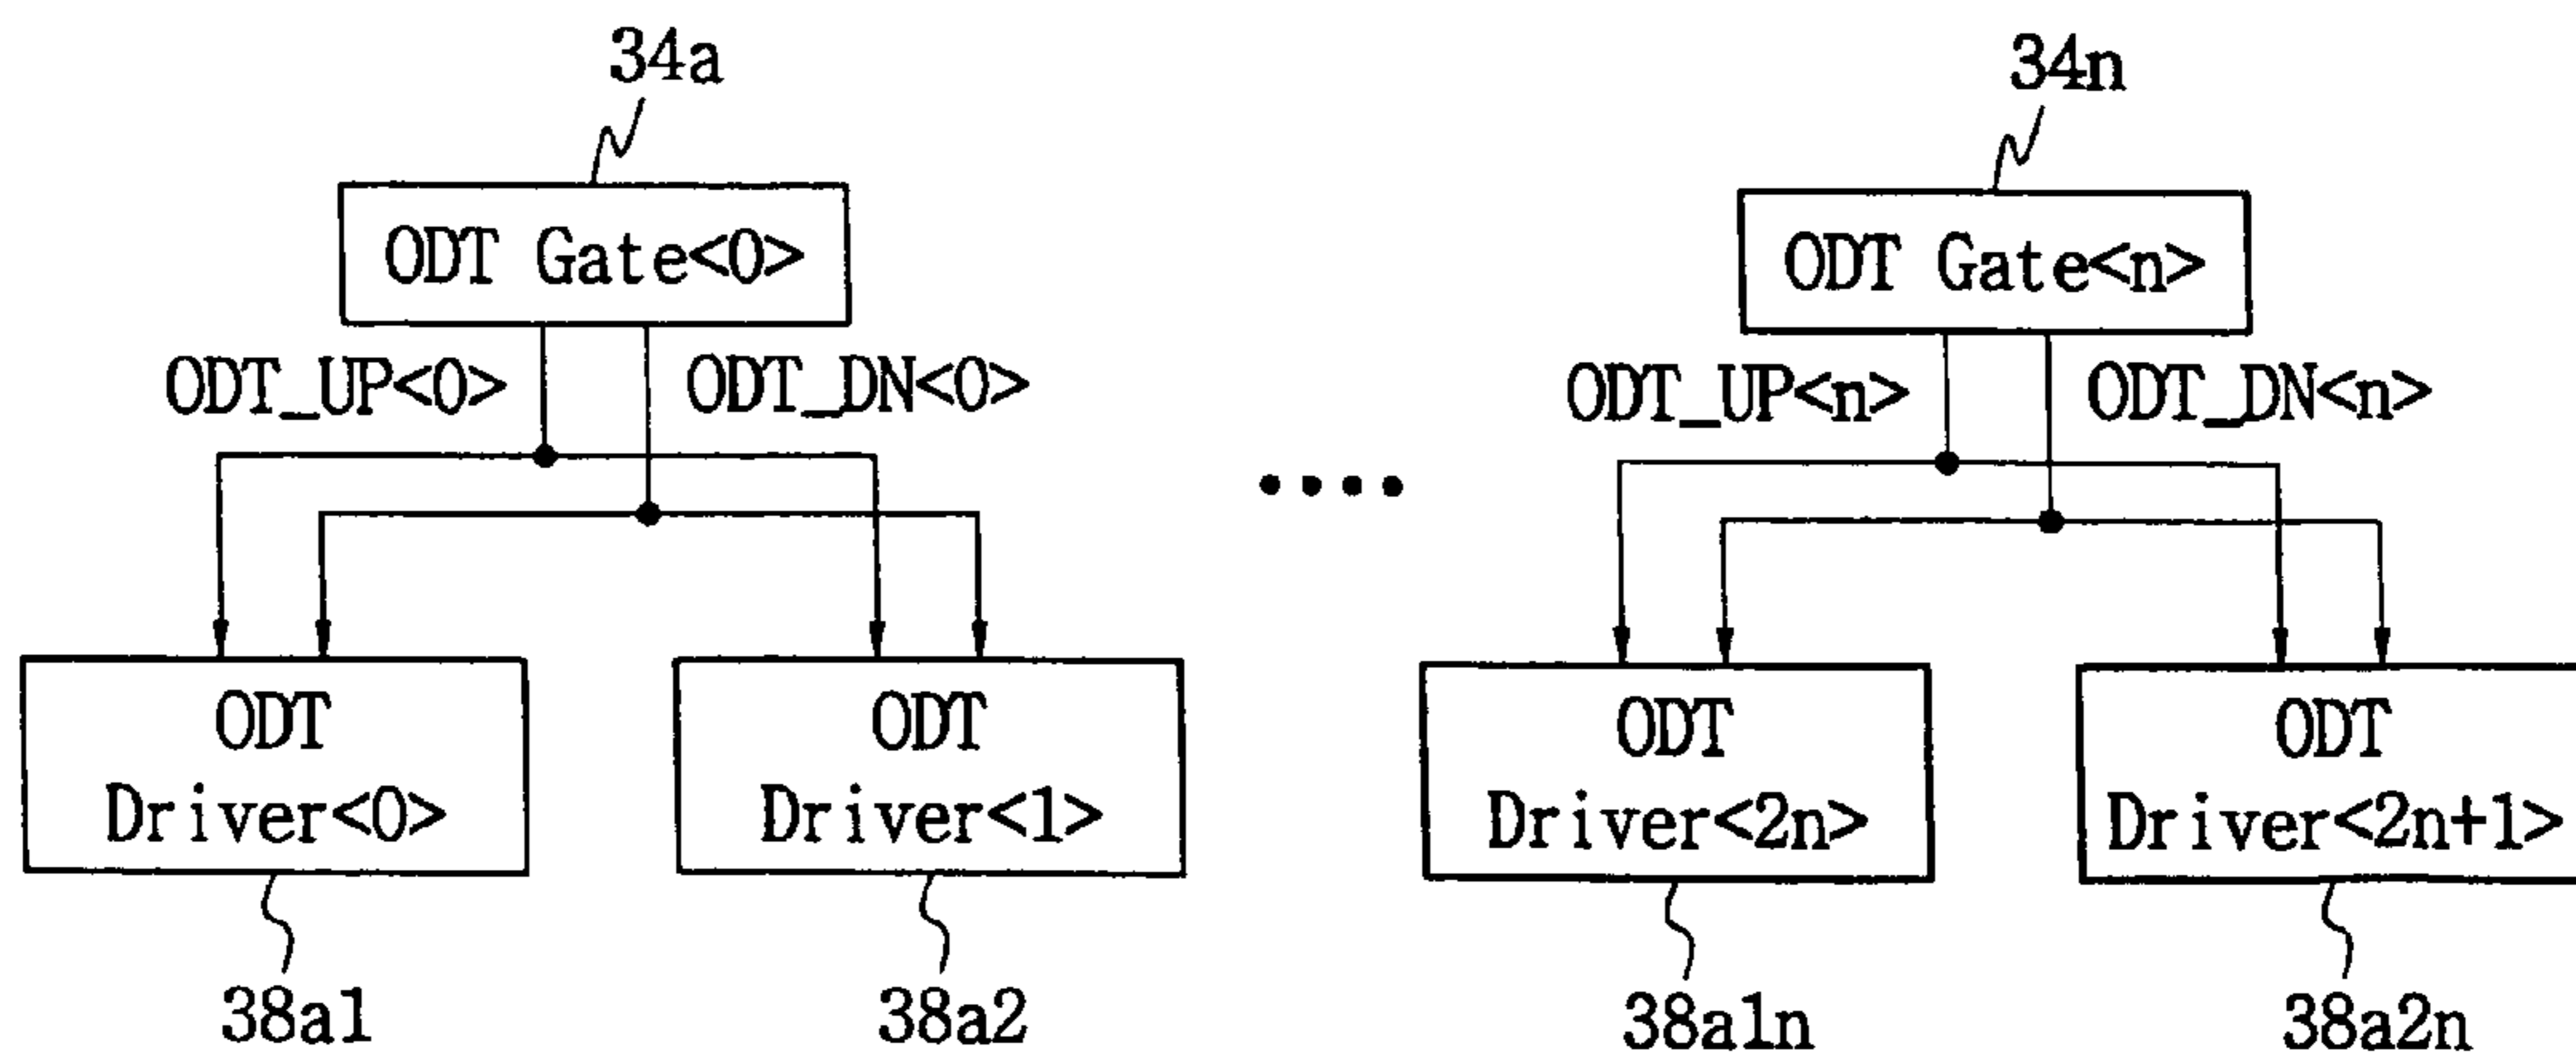 34a
34n
ODT Gate<0>
ODT Gate<n>
ODT_UP<0>
ODT_DN<0>
ODT_UP<n>
ODT_DN<n>
ODT
Driver<0>
ODT
Driver<1>
ODT
Driver<2n>
ODT
Driver<2n+1>
38a1
38a2
38a1n
38a2n